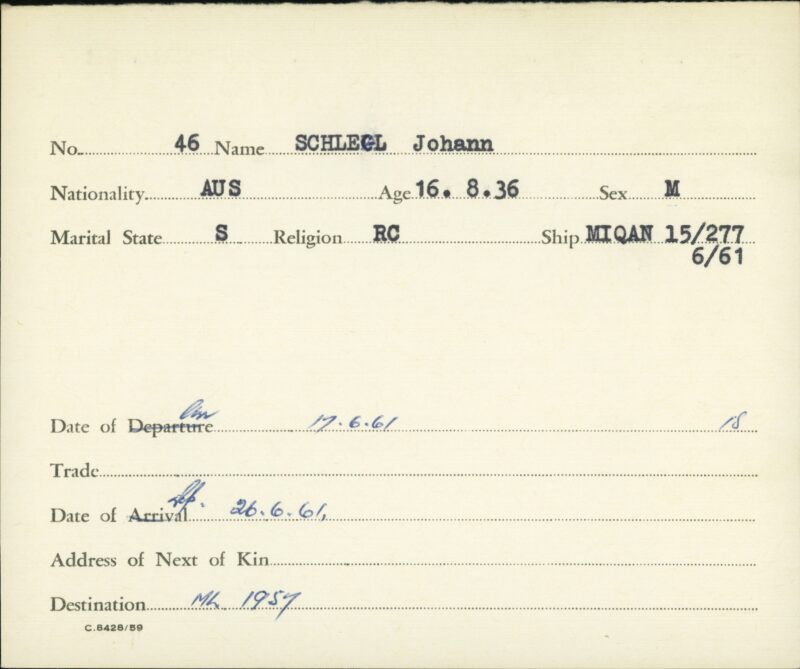 No. 46 Name SCHLEGL Johann
Nationality AUS Age 16. 8.36 Sex M
Marital State S Religion RC Ship MIQAN 15/277
6/61
Arr
Date of Departure 17.6.61 18
Trade
Dep.
Date of Arrival 26.6.61,
Address of Next of Kin
Destination 1957
C.8428/59